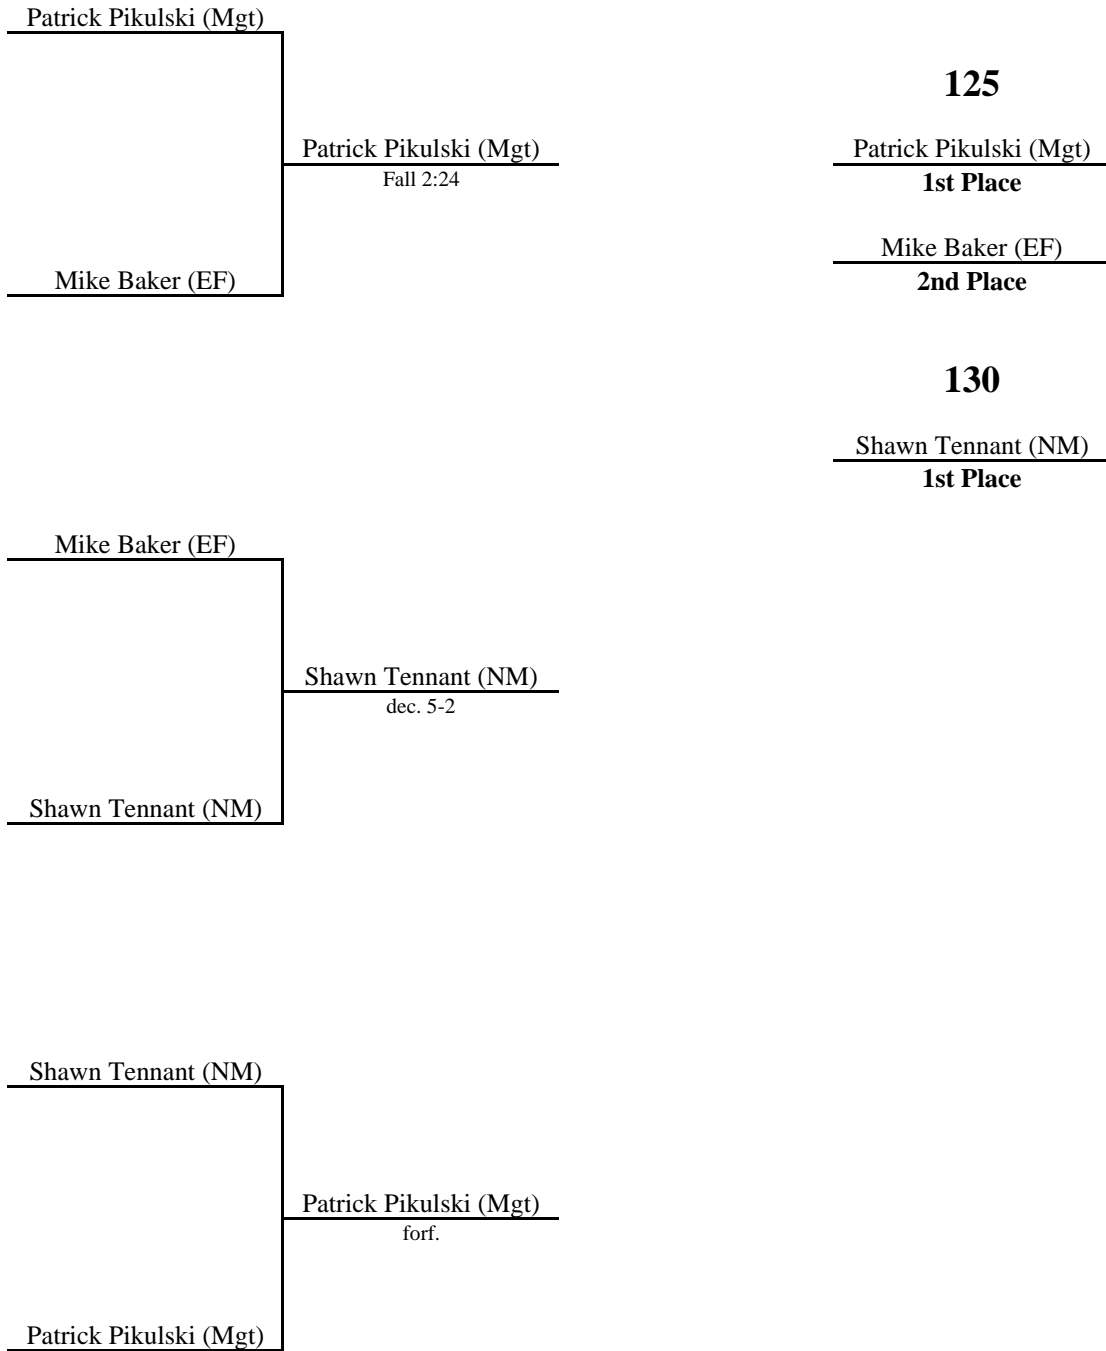 Patrick Pikulski (Mgt)
125
Patrick Pikulski (Mgt)
Fall 2:24
Patrick Pikulski (Mgt)
1st Place
Mike Baker (EF)
Mike Baker (EF)
2nd Place
130
Shawn Tennant (NM)
1st Place
Mike Baker (EF)
Shawn Tennant (NM)
dec. 5-2
Shawn Tennant (NM)
Shawn Tennant (NM)
Patrick Pikulski (Mgt)
forf.
Patrick Pikulski (Mgt)